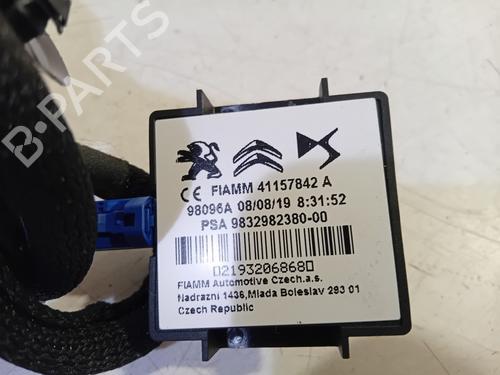 CE FIAMM 41157842 A
98096A 08/08/19 8:31:52
PSA 9832982380-00
021932068680
FIAMM Automotive Czech.a.s.
Nadrazni 1436,Mlada Boleslav 293 01
Czech Republic
B-PARTS